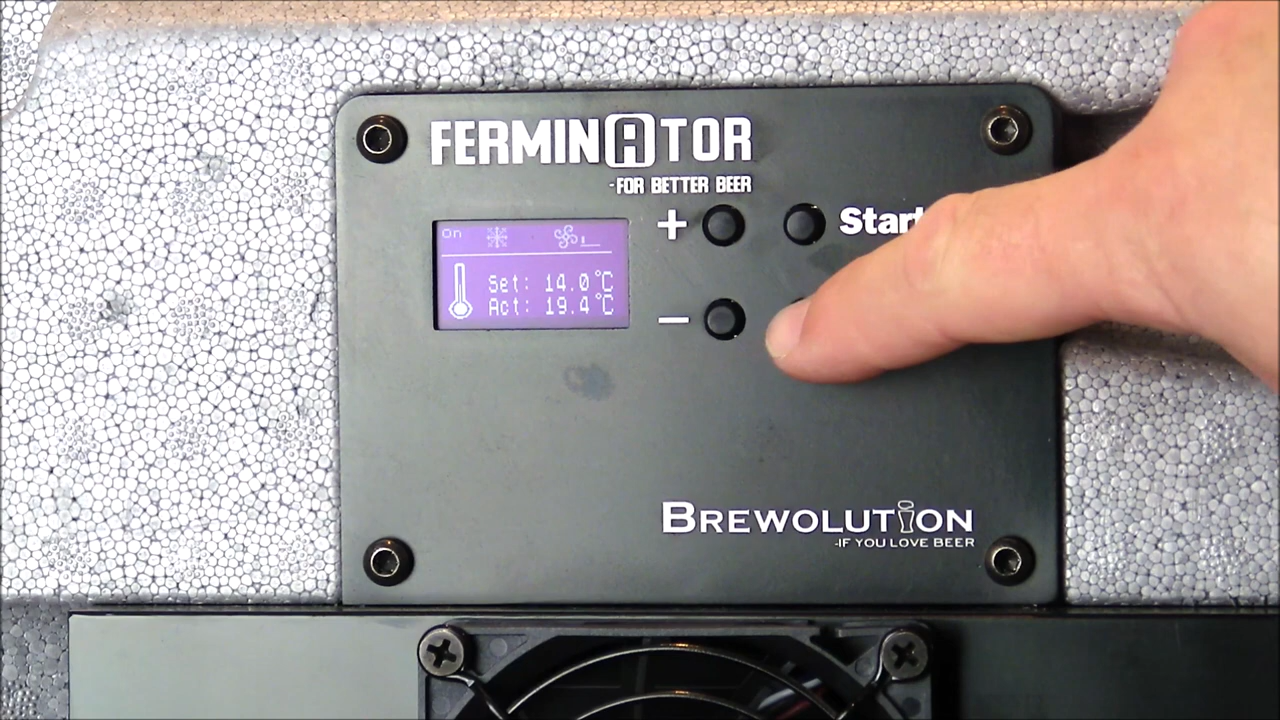 FERMINATOR
-FOR BETTER BEER
On
Set: 14.0°C
Act: 19.4°C
+
Start
−
BREWOLUTION
-IF YOU LOVE BEER